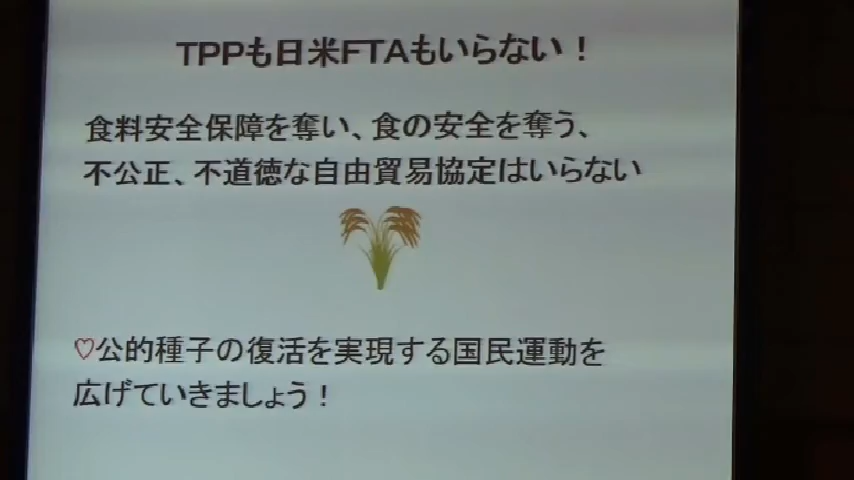 TPPも日米FTAもいらない！
食料安全保障を奪い、食の安全を奪う、
不公正、不道徳な自由貿易協定はいらない
♡公的種子の復活を実現する国民運動を
広げていきましょう！